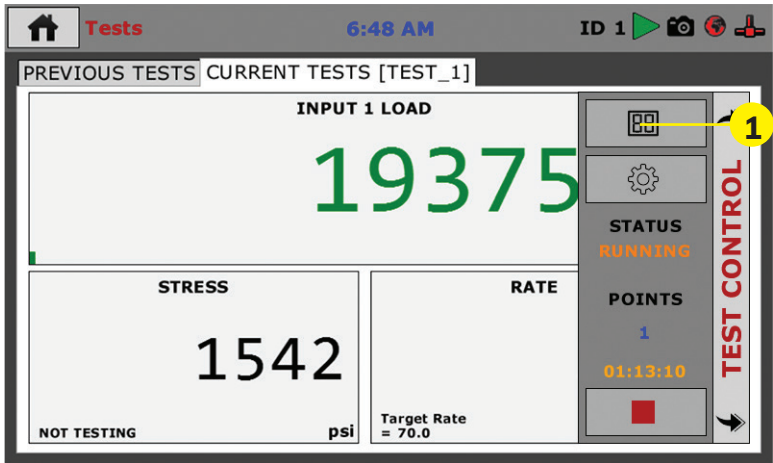 Tests 6:48 AM ID 1
PREVIOUS TESTS CURRENT TESTS [TEST_1]
INPUT 1 LOAD
19375
1
STATUS
RUNNING
POINTS
1
01:13:10
TEST CONTROL
STRESS
1542
NOT TESTING psi
RATE
Target Rate
= 70.0